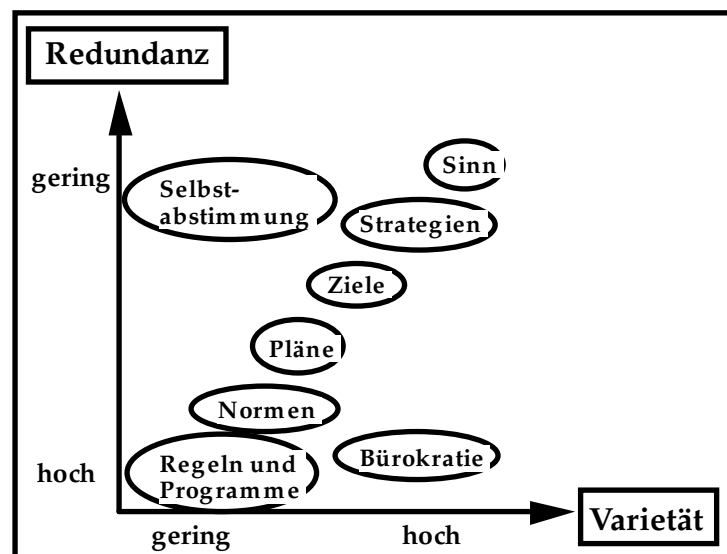 Redundanz
gering
Sinn
Selbst-
abstimmung
Strategien
Ziele
Pläne
Normen
hoch
Regeln und
Programme
Bürokratie
gering
hoch
Varietät